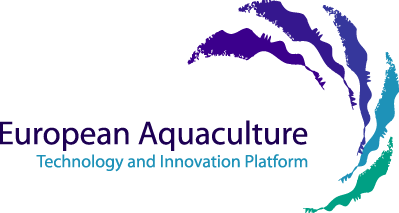 European Aquaculture
Technology and Innovation Platform